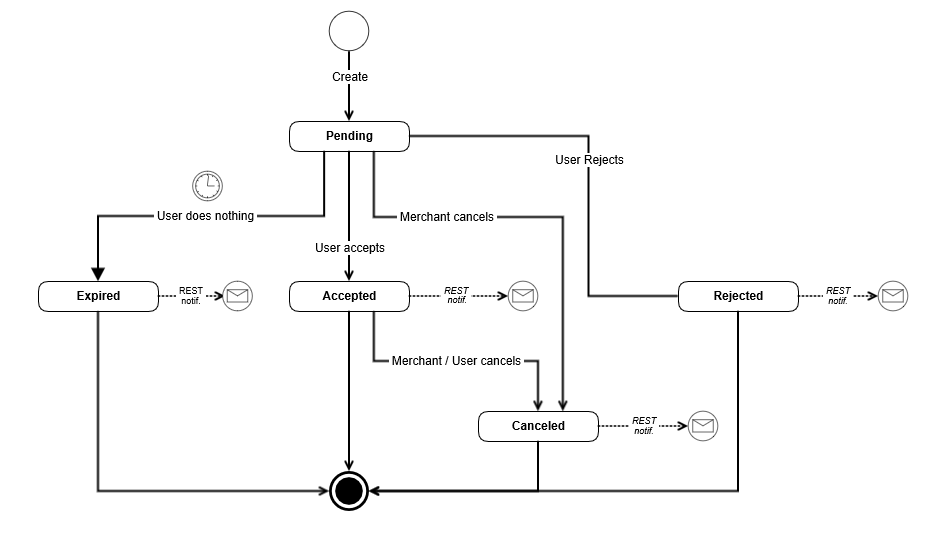 Create
Pending
User Rejects
User does nothing
Merchant cancels
User accepts
Expired
REST
notif.
Accepted
REST
notif.
Rejected
REST
notif.
Merchant / User cancels
Canceled
REST
notif.